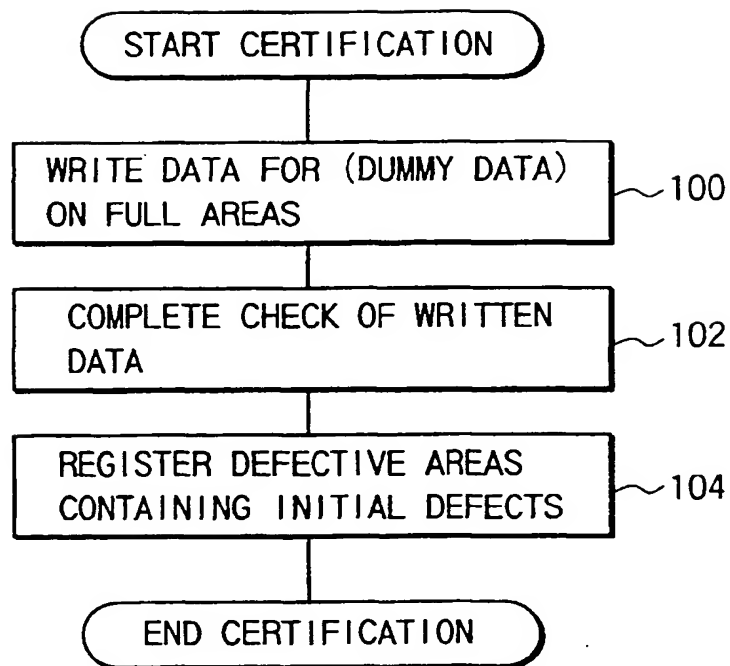 START CERTIFICATION
WRITE DATA FOR (DUMMY DATA)
ON FULL AREAS
100
COMPLETE CHECK OF WRITTEN
DATA
102
REGISTER DEFECTIVE AREAS
CONTAINING INITIAL DEFECTS
104
END CERTIFICATION